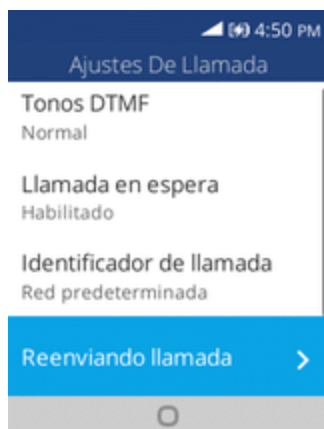 4:50 PM
Ajustes De Llamada
Tonos DTMF
Normal
Llamada en espera
Habilitado
Identificador de llamada
Red predeterminada
Reenviando llamada